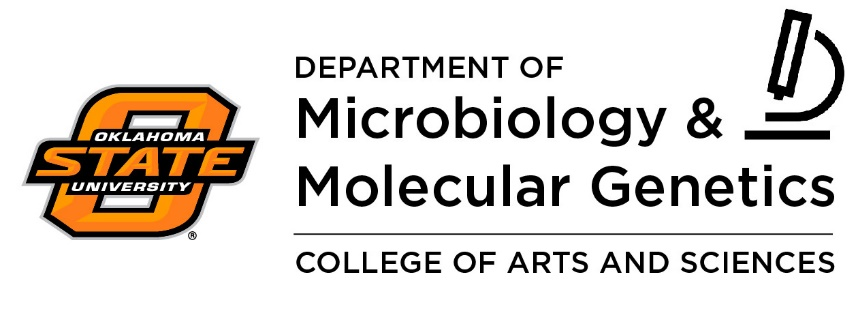 OKLAHOMA
STATE
UNIVERSITY
®
DEPARTMENT OF
Microbiology &
Molecular Genetics
COLLEGE OF ARTS AND SCIENCES